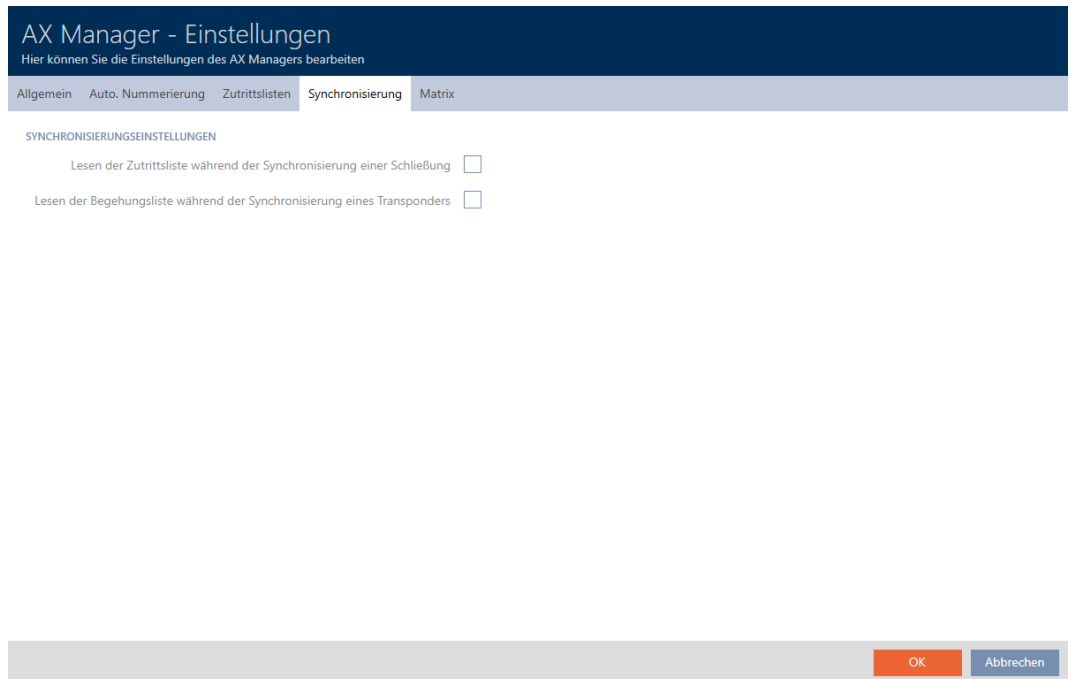 AX Manager - Einstellungen
Hier können Sie die Einstellungen des AX Managers bearbeiten
Allgemein Auto. Nummerierung Zutrittslisten Synchronisierung Matrix
SYNCHRONISIERUNGSEINSTELLUNGEN
Lesen der Zutrittsliste während der Synchronisierung einer Schließung
Lesen der Begehungsliste während der Synchronisierung eines Transponders
OK Abbrechen